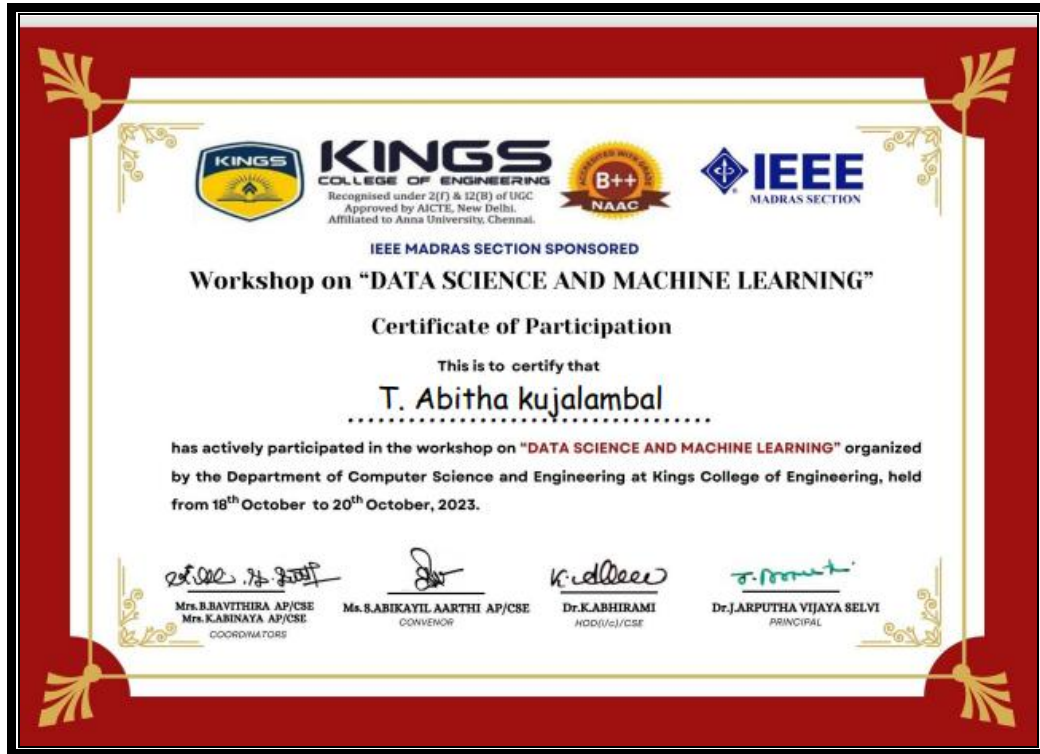 KINGS
KINGS
COLLEGE OF ENGINEERING
Recognised under 2(f) & 12(B) of UGC
Approved by AICTE, New Delhi.
Affiliated to Anna University, Chennai.
ACCREDITED WITH GRADE
B++
NAAC
IEEE
MADRAS SECTION
IEEE MADRAS SECTION SPONSORED
Workshop on “DATA SCIENCE AND MACHINE LEARNING”
Certificate of Participation
This is to certify that
T. Abitha kujalambal
has actively participated in the workshop on “DATA SCIENCE AND MACHINE LEARNING” organized
by the Department of Computer Science and Engineering at Kings College of Engineering, held
from 18th October to 20th October, 2023.
Mrs.B.BAVITHIRA AP/CSE
Mrs.K.ABINAYA AP/CSE
COORDINATORS
Ms.S.ABIKAYIL AARTHI AP/CSE
CONVENOR
Dr.K.ABHIRAMI
HOD(i/c)/CSE
Dr.J.ARPUTHA VIJAYA SELVI
PRINCIPAL